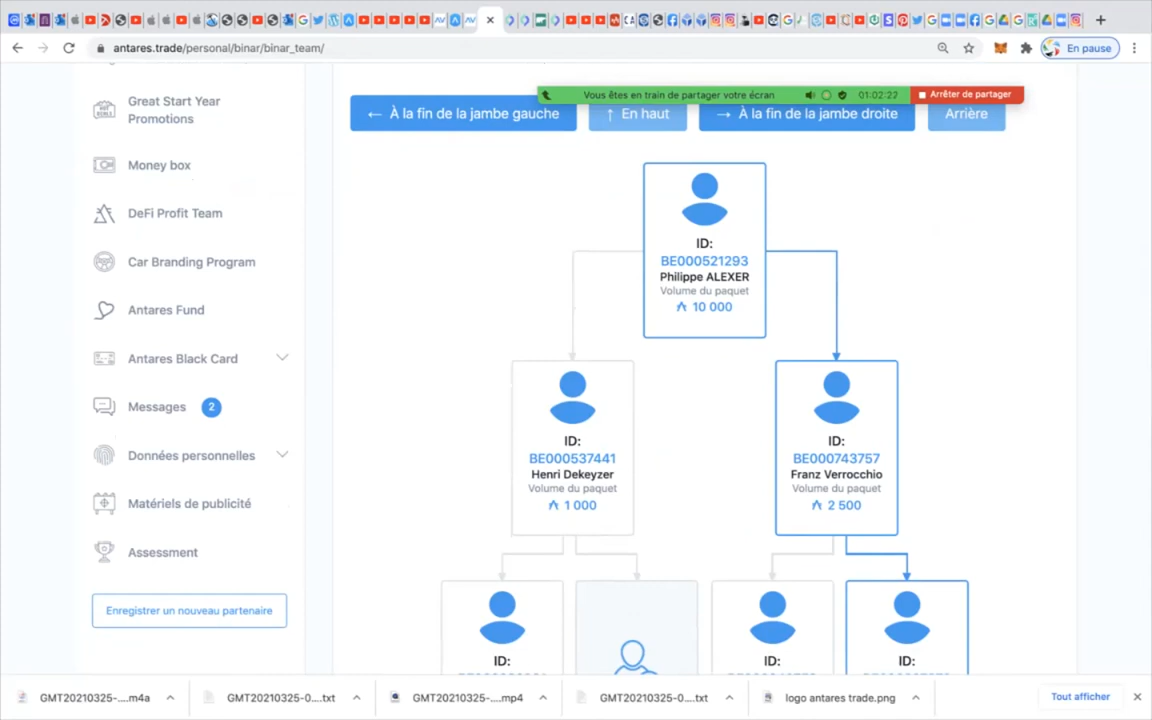 antares.trade/personal/binar/binar_team/
En pause
Vous êtes en train de partager votre écran
01:02:22
Arrêter de partager
Great Start Year
Promotions
Money box
DeFi Profit Team
Car Branding Program
Antares Fund
Antares Black Card
Messages 2
Données personnelles
Matériels de publicité
Assessment
Enregistrer un nouveau partenaire
← À la fin de la jambe gauche
↑ En haut
→ À la fin de la jambe droite
Arrière
ID:
BE000521293
Philippe ALEXER
Volume du paquet
10 000
ID:
BE000537441
Henri Dekeyzer
Volume du paquet
1 000
ID:
BE000743757
Franz Verrocchio
Volume du paquet
2 500
ID:
ID:
ID:
GMT20210325-....m4a
GMT20210325-0....txt
GMT20210325-....mp4
GMT20210325-0....txt
logo antares trade.png
Tout afficher